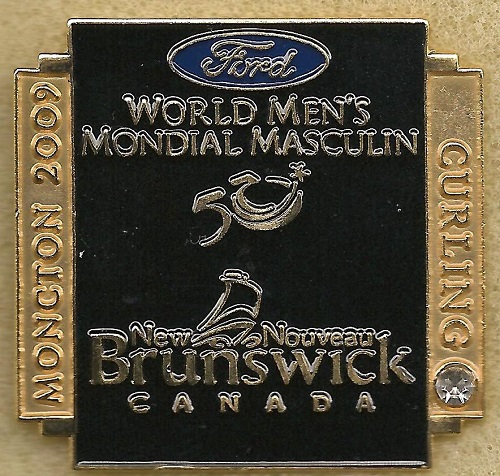 Ford
WORLD MEN'S
MONDIAL MASCULIN
MONCTON 2009
CURLING
50
New Nouveau
Brunswick
CANADA